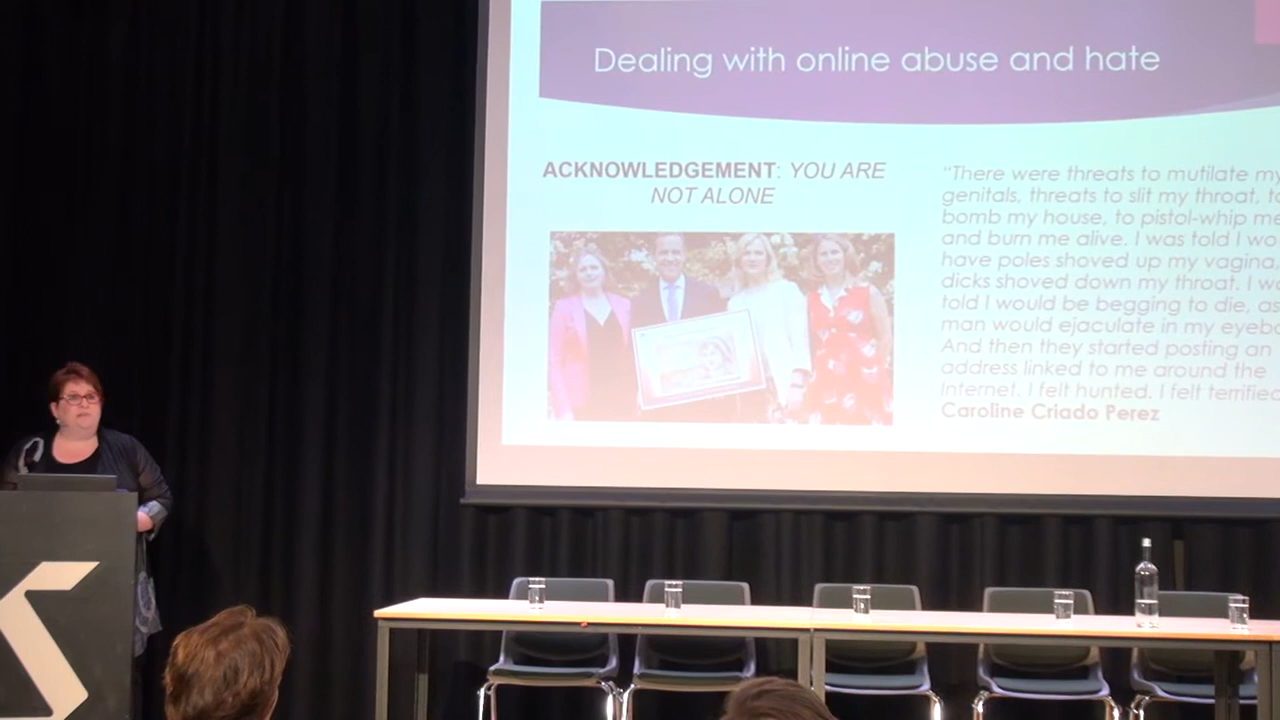 Dealing with online abuse and hate
ACKNOWLEDGEMENT: YOU ARE
NOT ALONE
“There were threats to mutilate my
genitals, threats to slit my throat, to
bomb my house, to pistol-whip me
and burn me alive. I was told I wo
have poles shoved up my vagina,
dicks shoved down my throat. I wa
told I would be begging to die, as
man would ejaculate in my eyeba
And then they started posting an
address linked to me around the
Internet. I felt hunted. I felt terrified
Caroline Criado Perez